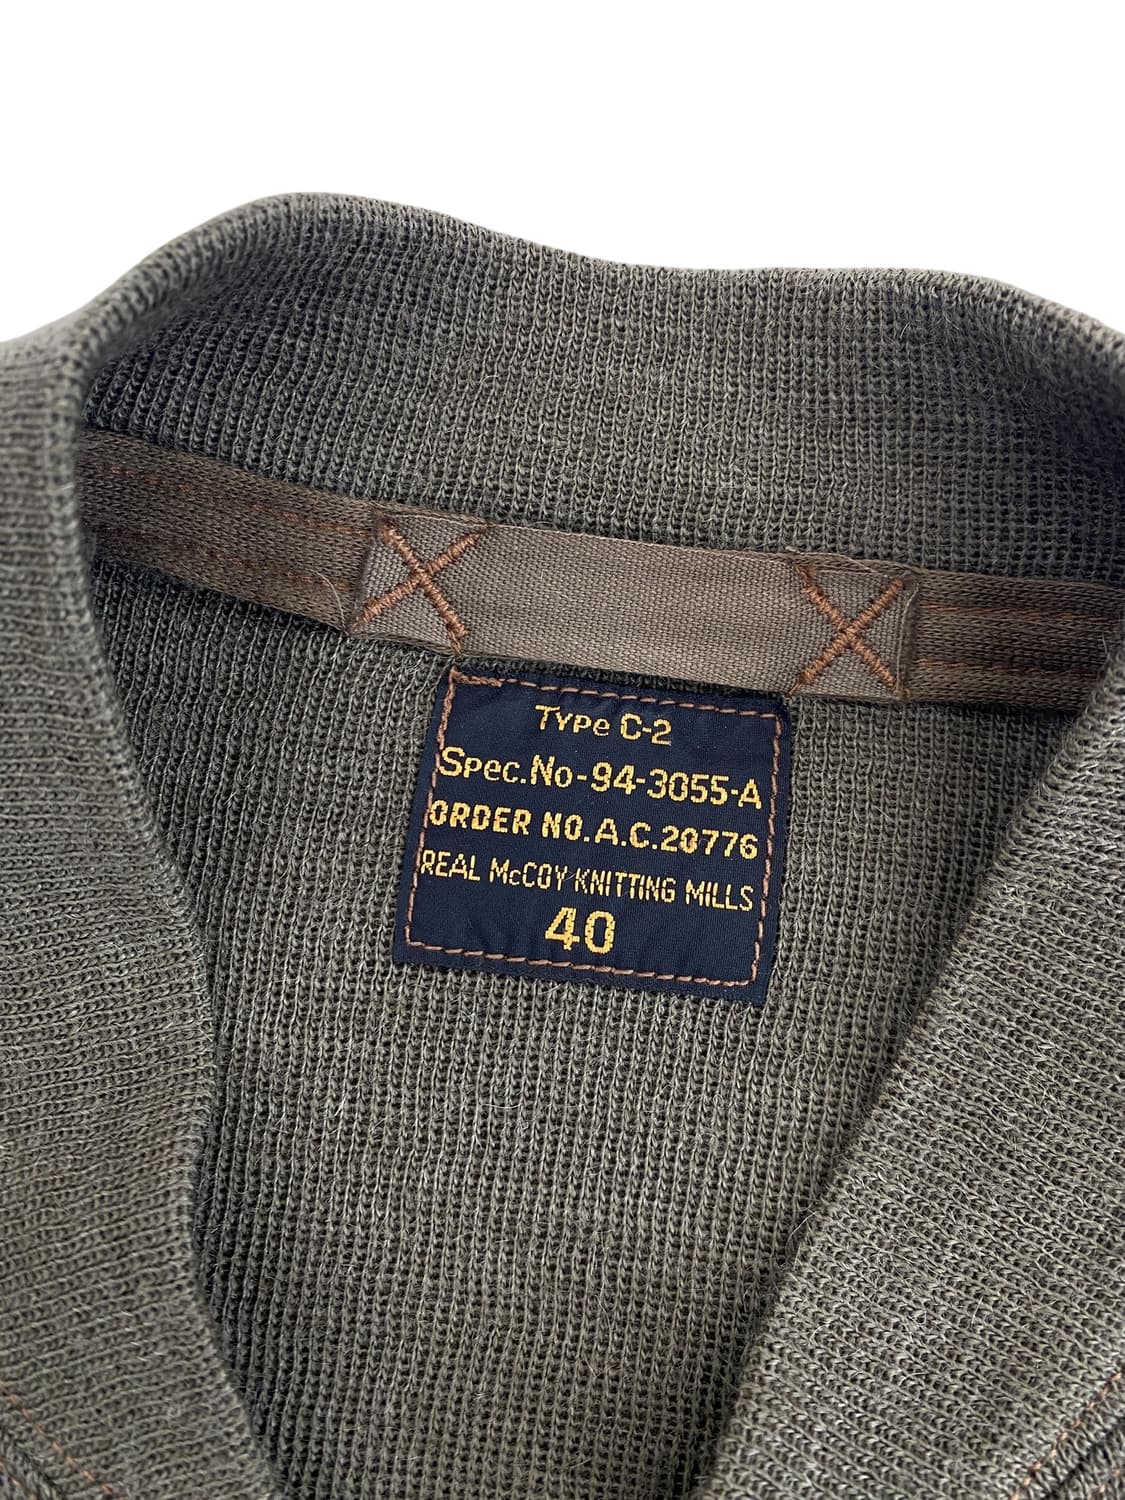 Type C-2
Spec.No-94-3055-A
ORDER NO.A.C.20776
REAL McCOY KNITTING MILLS
40